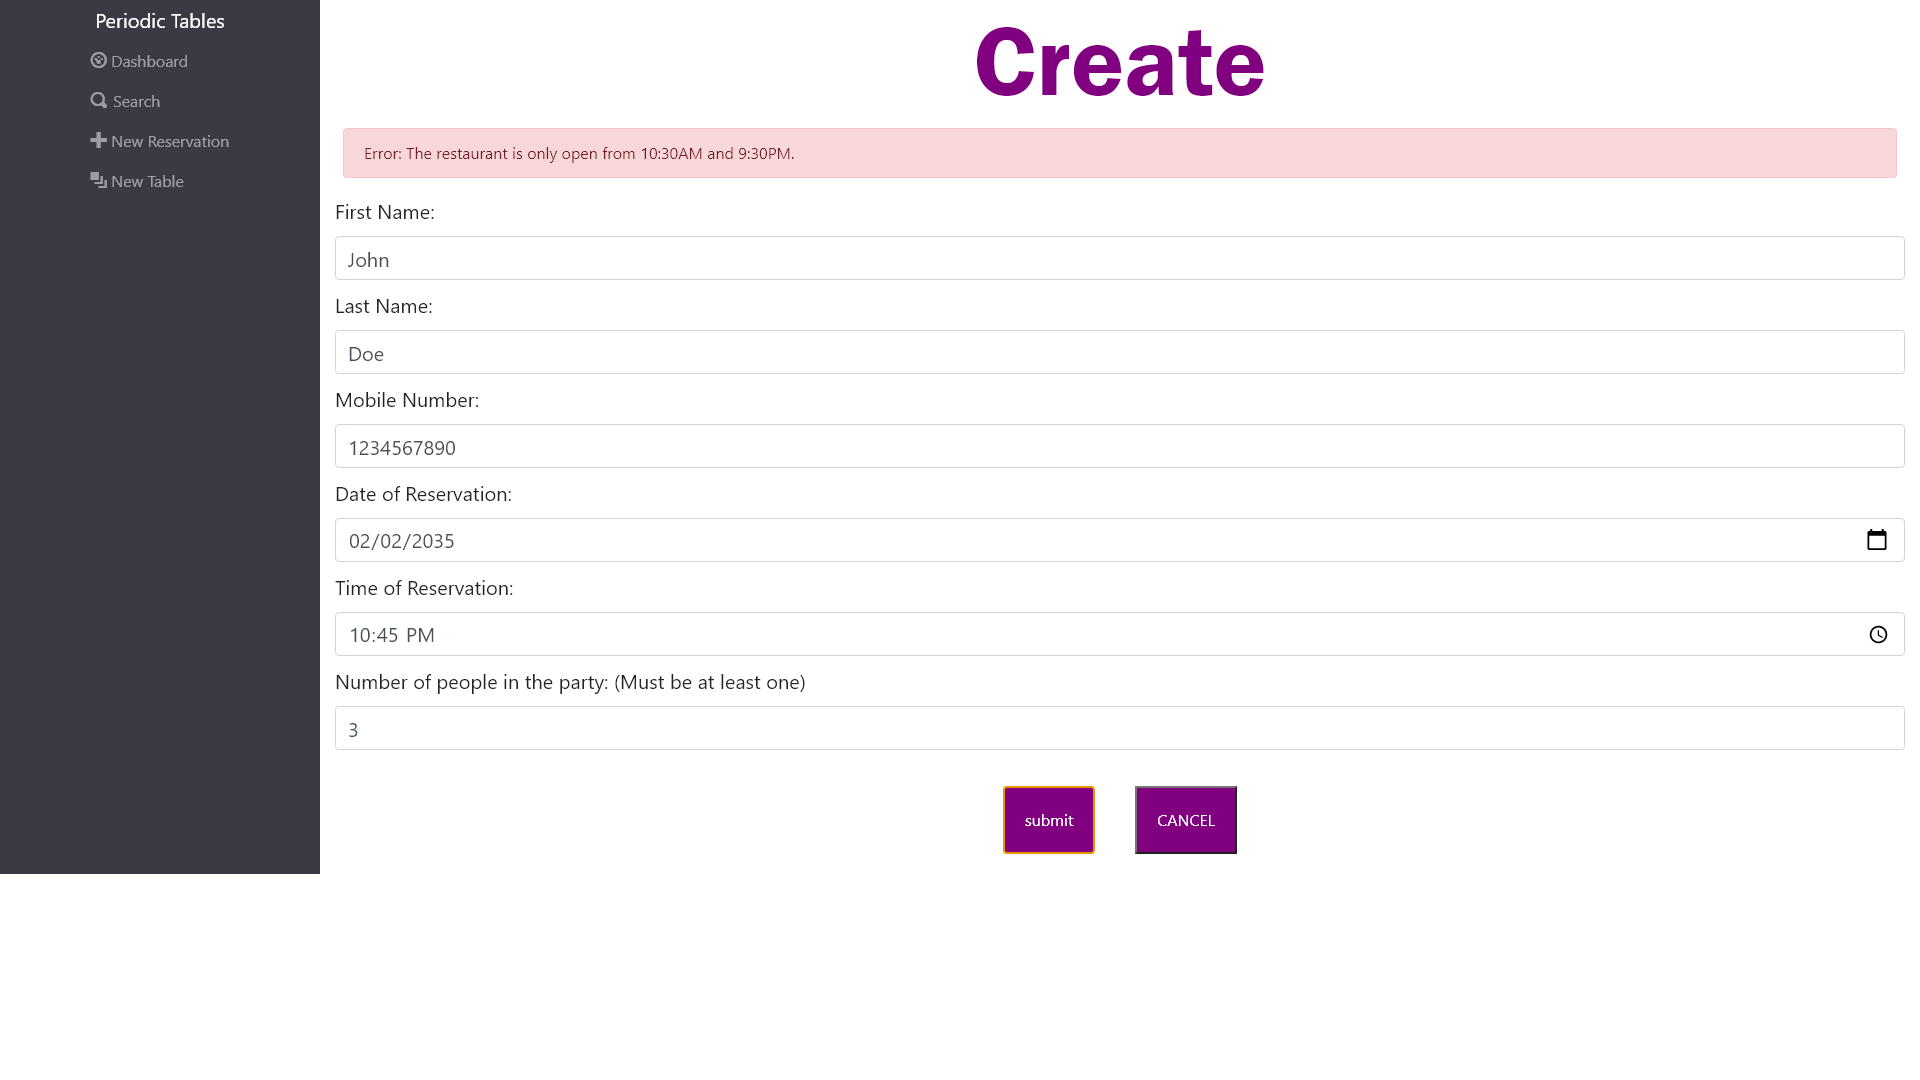 Periodic Tables
Dashboard
Search
New Reservation
New Table
Create
Error: The restaurant is only open from 10:30AM and 9:30PM.
First Name:
John
Last Name:
Doe
Mobile Number:
1234567890
Date of Reservation:
02/02/2035
Time of Reservation:
10:45 PM
Number of people in the party: (Must be at least one)
3
submit CANCEL